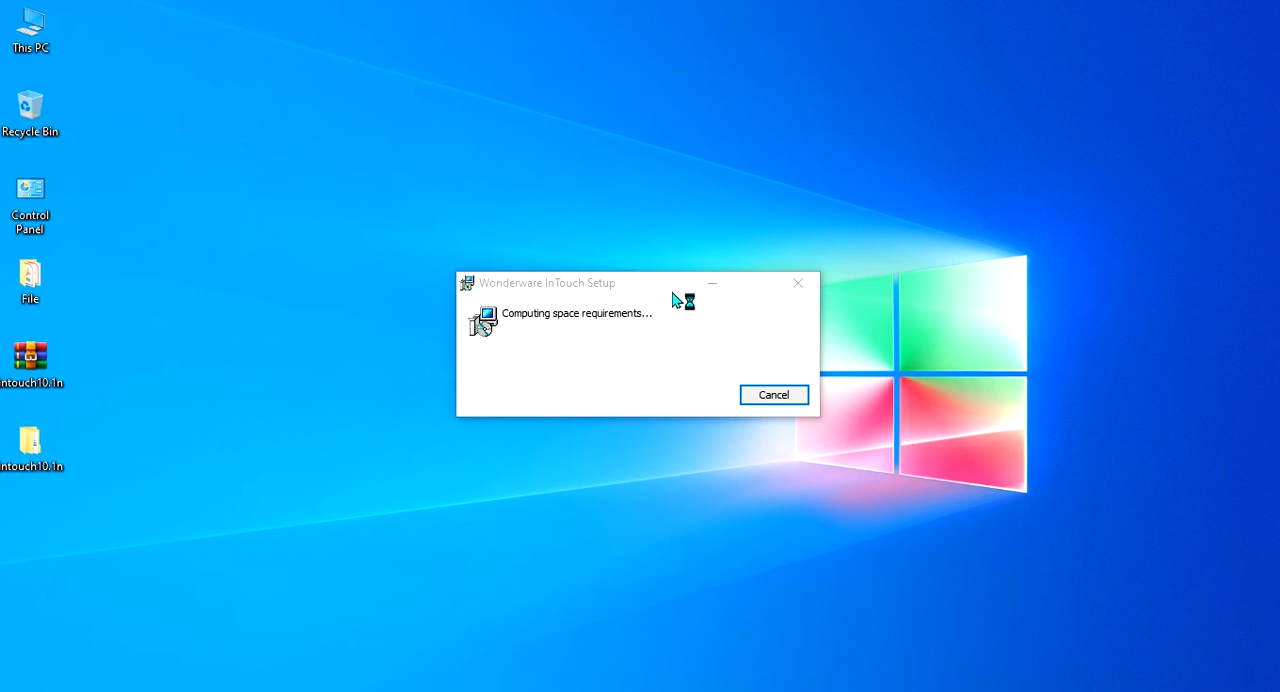 This PC
Recycle Bin
Control
Panel
File
ntouch10.1n
ntouch10.1n
Wonderware InTouch Setup
Computing space requirements...
Cancel